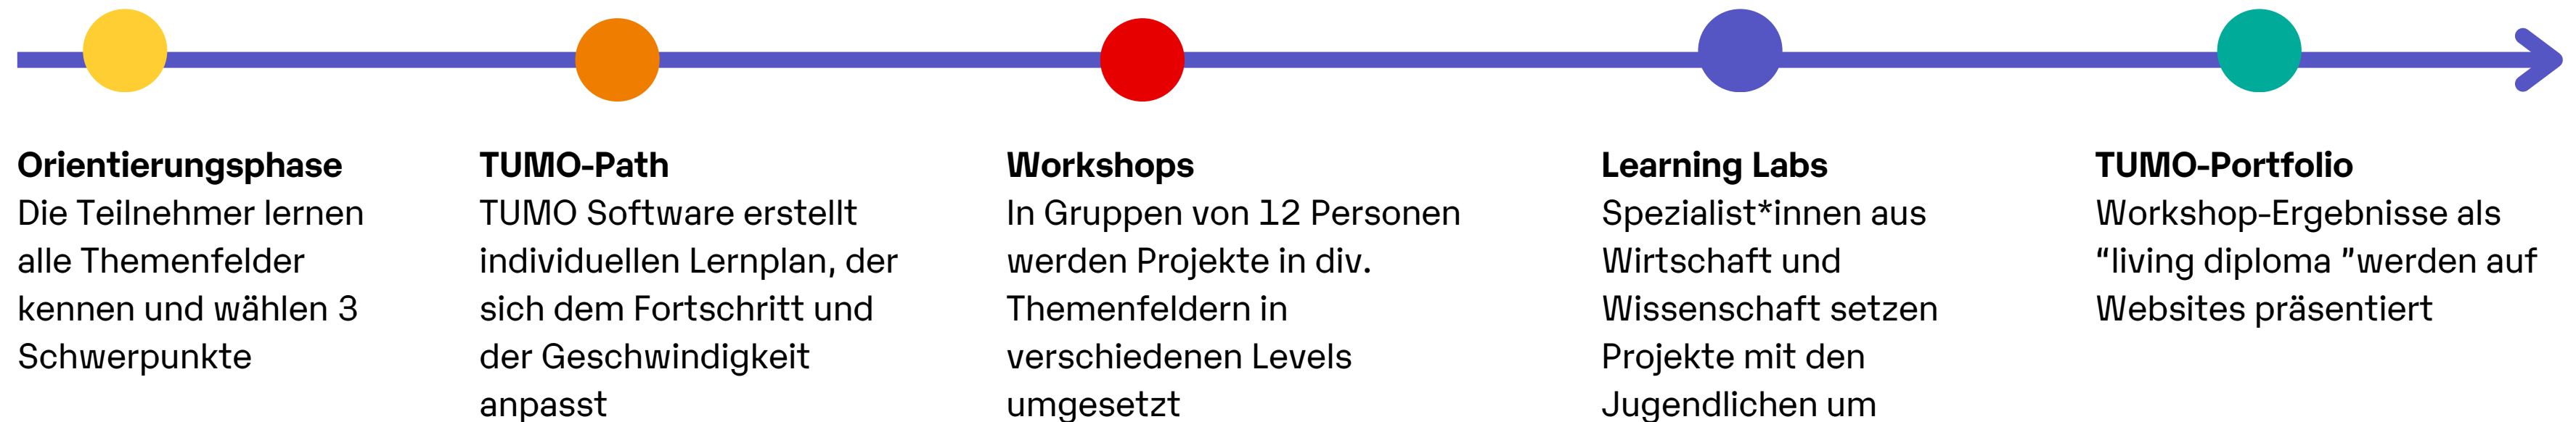 Orientierungsphase
Die Teilnehmer lernen
alle Themenfelder
kennen und wählen 3
Schwerpunkte
TUMO-Path
TUMO Software erstellt
individuellen Lernplan, der
sich dem Fortschritt und
der Geschwindigkeit
anpasst
Workshops
In Gruppen von 12 Personen
werden Projekte in div.
Themenfeldern in
verschiedenen Levels
umgesetzt
Learning Labs
Spezialist*innen aus
Wirtschaft und
Wissenschaft setzen
Projekte mit den
Jugendlichen um
TUMO-Portfolio
Workshop-Ergebnisse als
“living diploma ”werden auf
Websites präsentiert